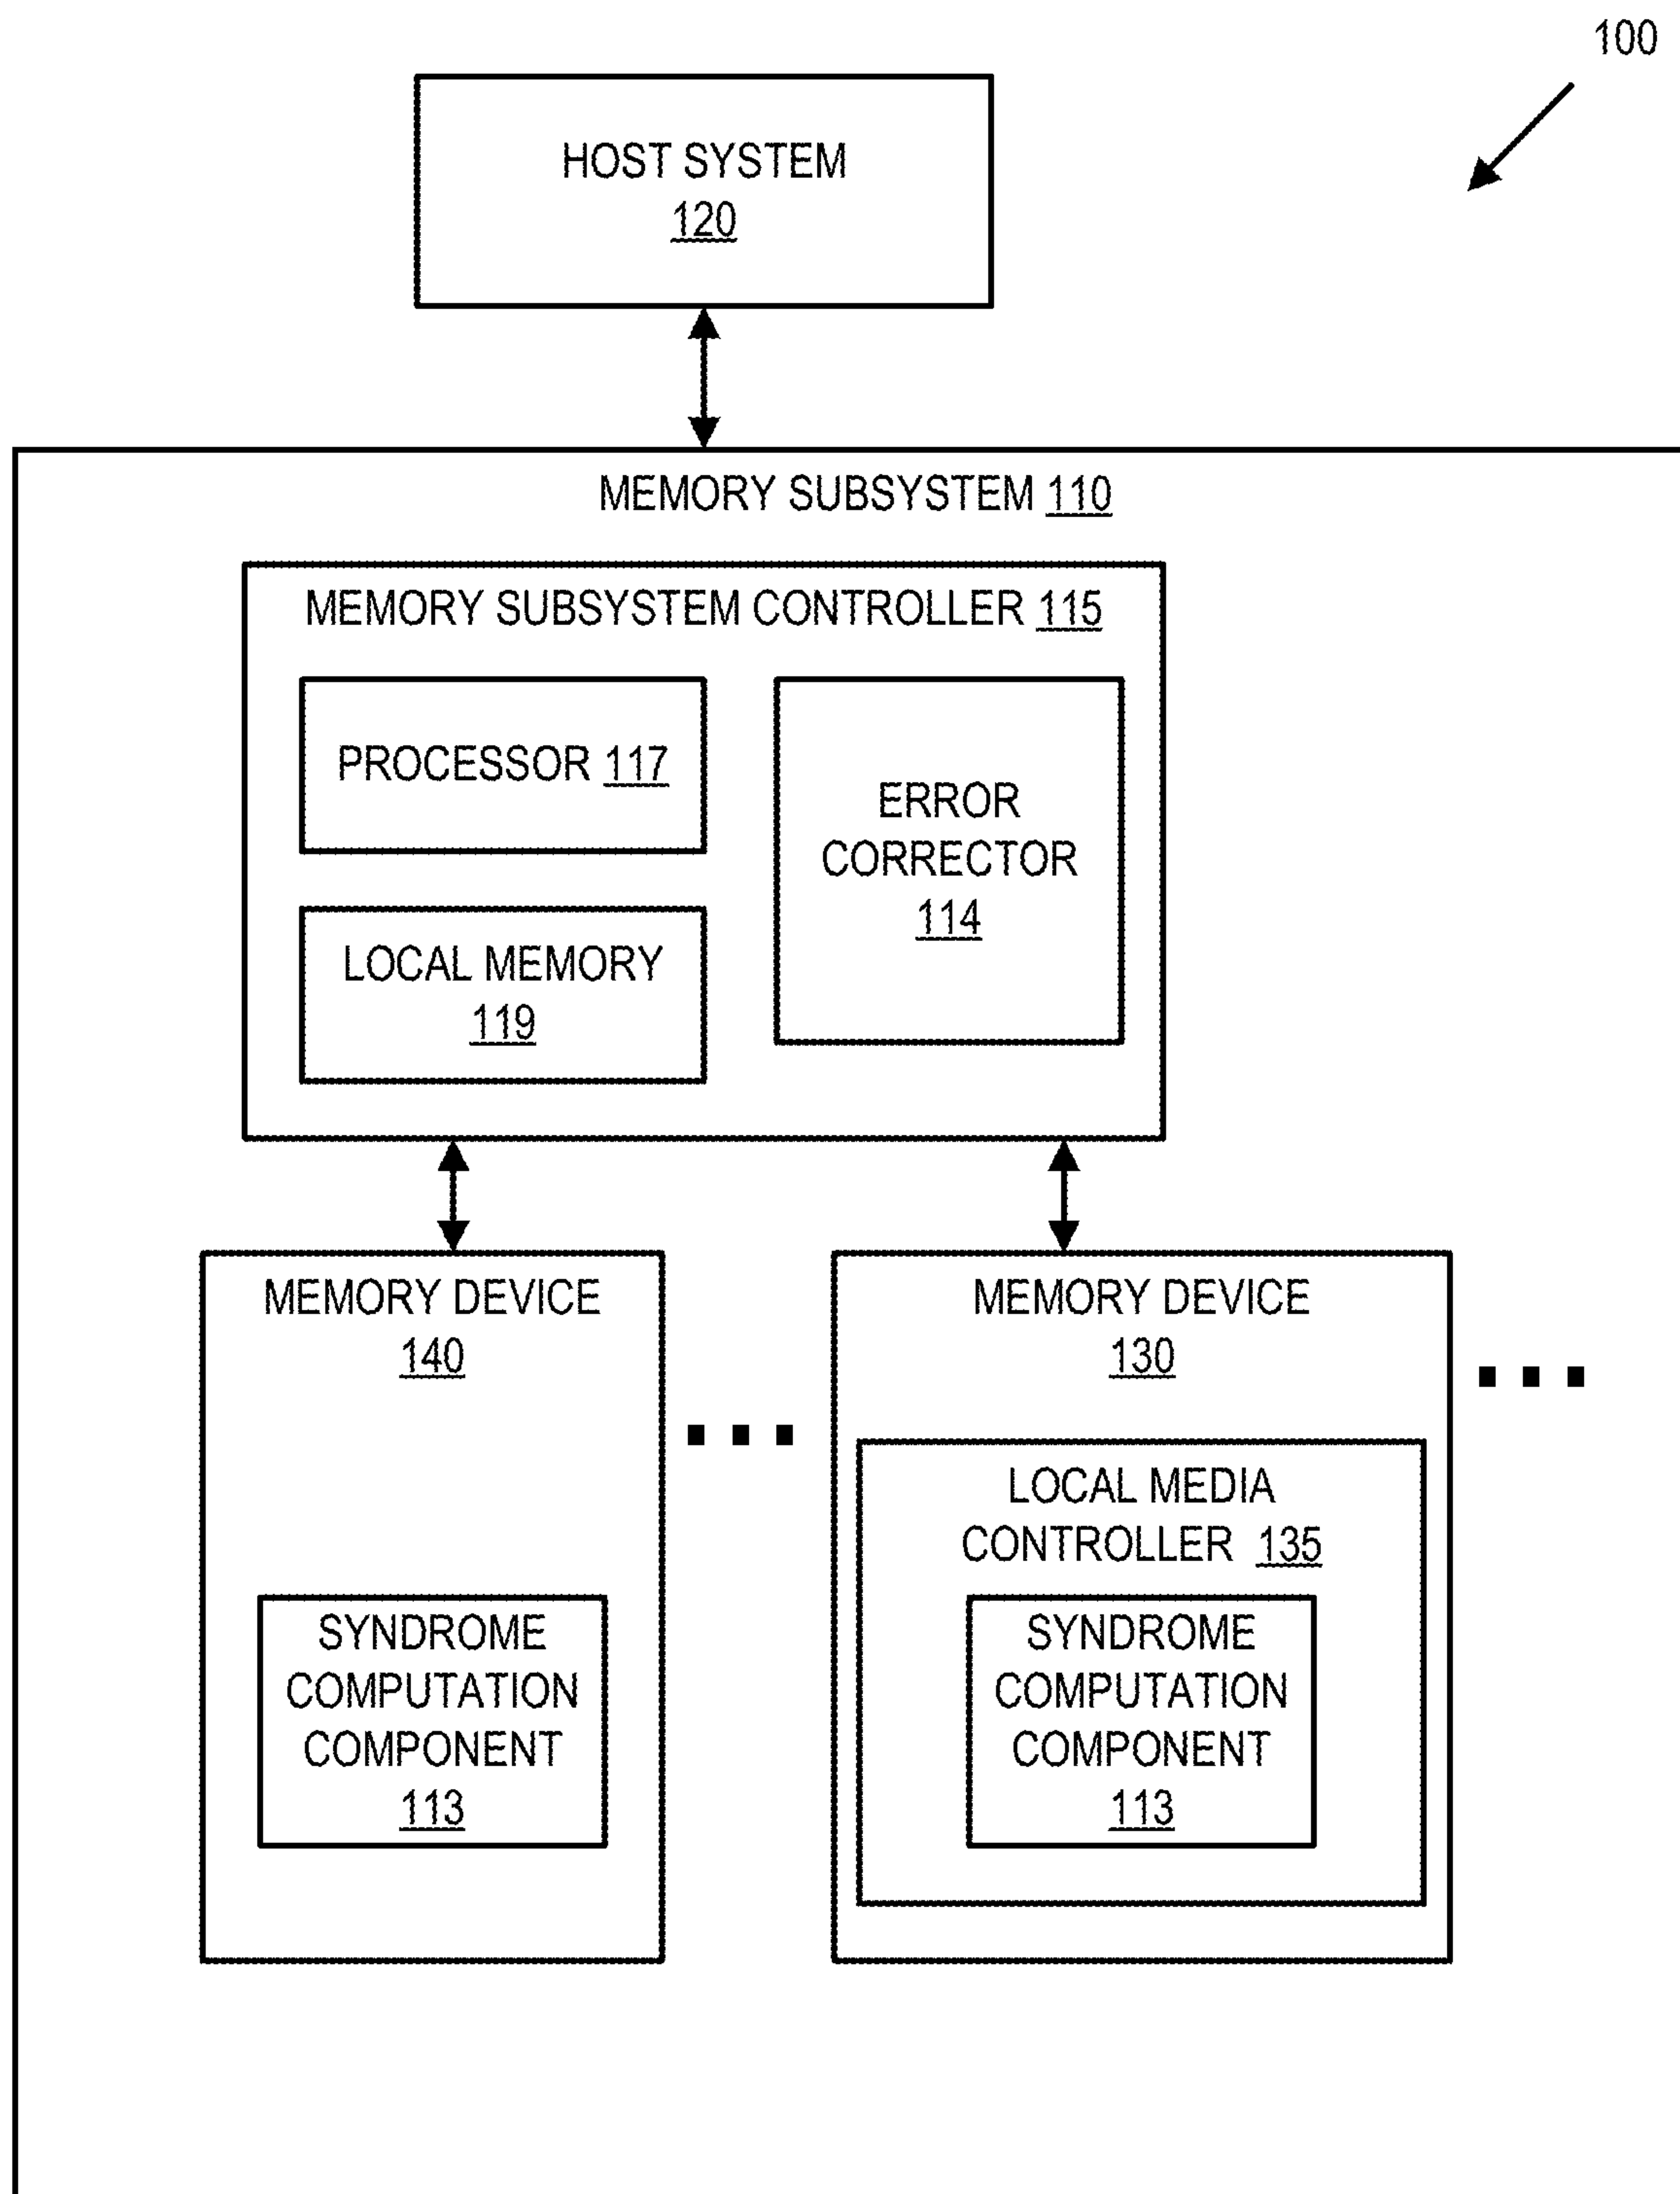 100
HOST SYSTEM
120
MEMORY SUBSYSTEM 110
MEMORY SUBSYSTEM CONTROLLER 115
PROCESSOR 117
LOCAL MEMORY
119
ERROR
CORRECTOR
114
MEMORY DEVICE
140
SYNDROME
COMPUTATION
COMPONENT
113
MEMORY DEVICE
130
LOCAL MEDIA
CONTROLLER 135
SYNDROME
COMPUTATION
COMPONENT
113